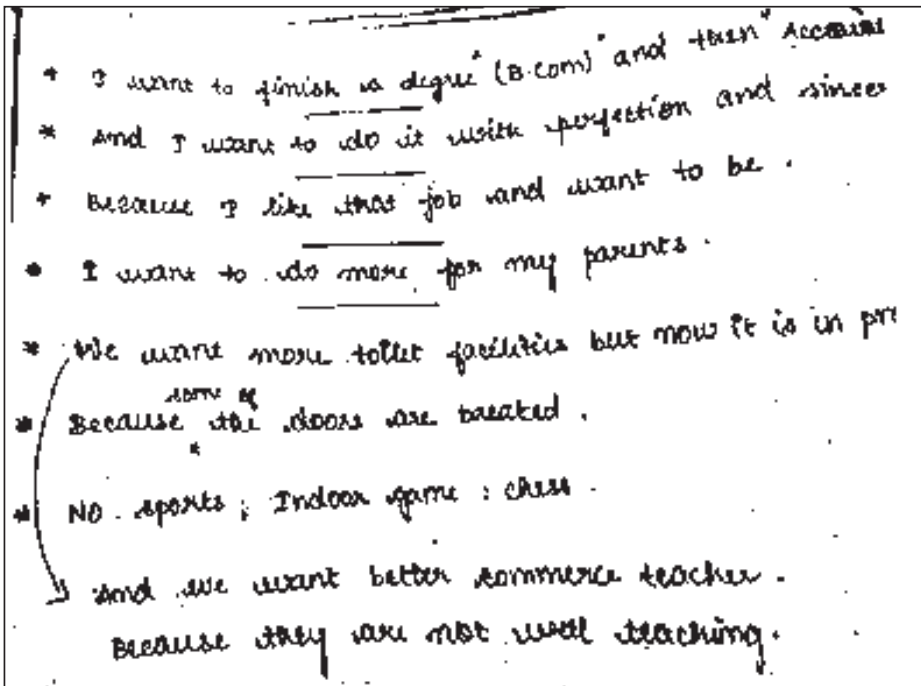 * I want to finish a degree "(B.com)" and then "Account
* And I want to do it with perfection and sincer
* Because I like that job and want to be .
* I want to do more for my parents .
* We want more toilet facilities but now it is in pr
some of
* Because the doors are breaked .
* No sports ; Indoor game : chess .
And we want better commerce teacher .
Because they are not well teaching .